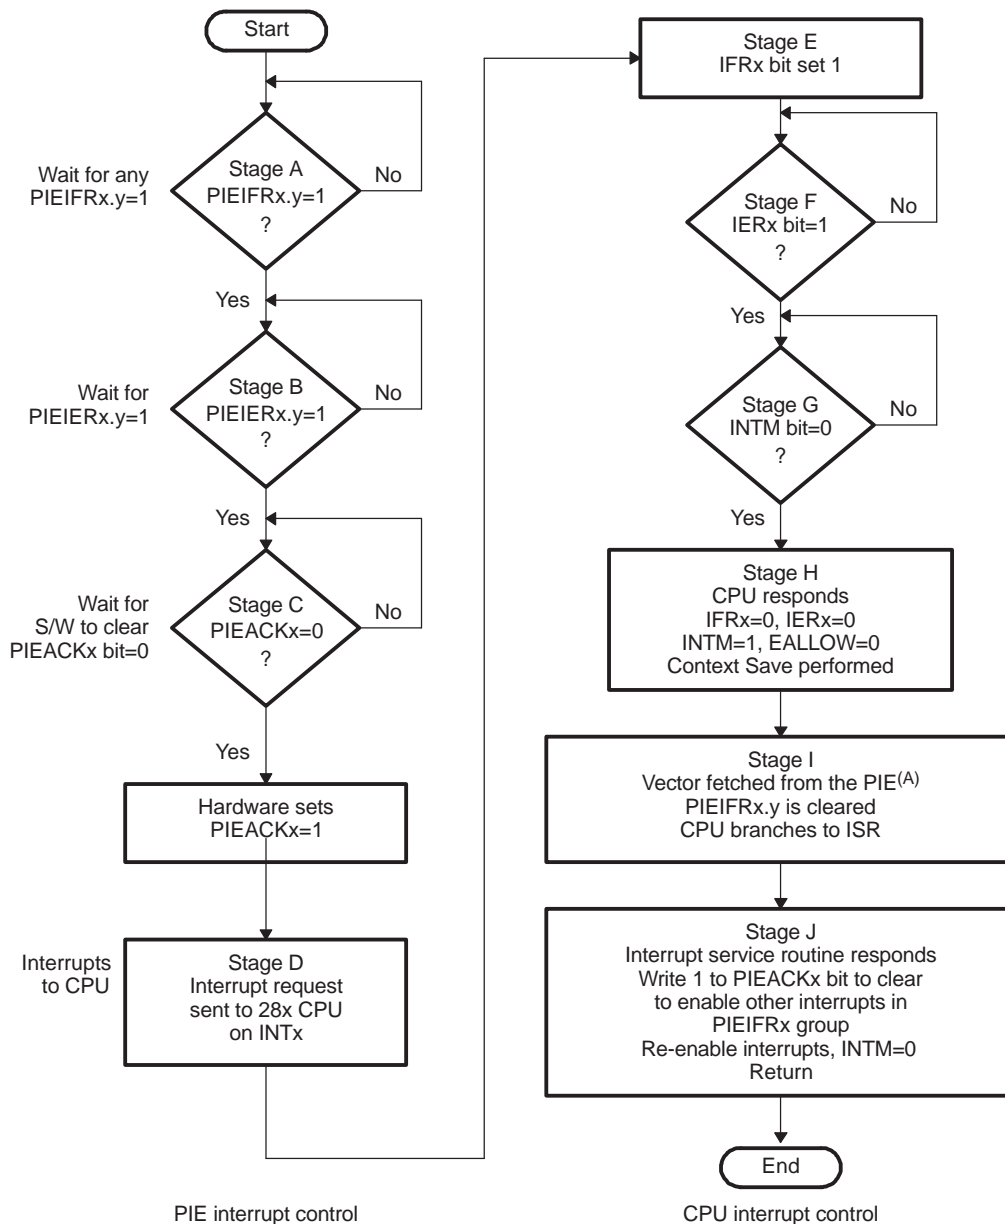 Start
Wait for any
PIEIFRx.y=1
Stage A
PIEIFRx.y=1
?
No
Yes
Wait for
PIEIERx.y=1
Stage B
PIEIERx.y=1
?
No
Yes
Wait for
S/W to clear
PIEACKx bit=0
Stage C
PIEACKx=0
?
No
Yes
Hardware sets
PIEACKx=1
Interrupts
to CPU
Stage D
Interrupt request
sent to 28x CPU
on INTx
PIE interrupt control
Stage E
IFRx bit set 1
Stage F
IERx bit=1
?
No
Yes
Stage G
INTM bit=0
?
No
Yes
Stage H
CPU responds
IFRx=0, IERx=0
INTM=1, EALLOW=0
Context Save performed
Stage I
Vector fetched from the PIE(A)
PIEIFRx.y is cleared
CPU branches to ISR
Stage J
Interrupt service routine responds
Write 1 to PIEACKx bit to clear
to enable other interrupts in
PIEIFRx group
Re-enable interrupts, INTM=0
Return
End
CPU interrupt control